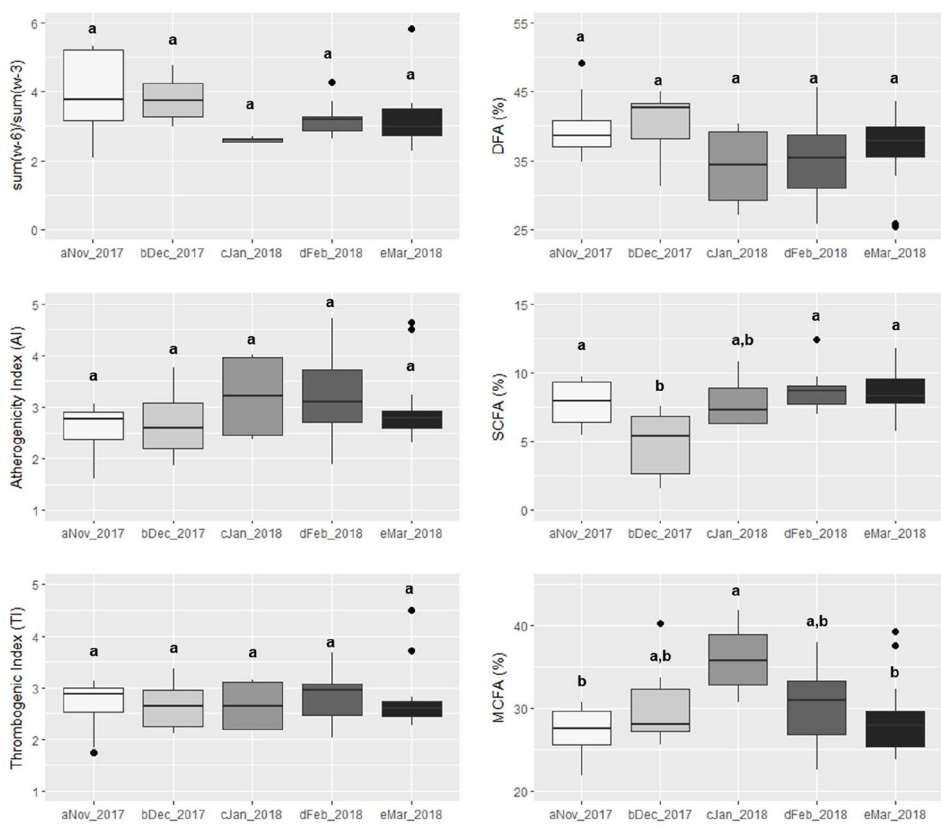 sum(w-6)/sum(w-3)
6
4
2
0
a a a a a
aNov_2017 bDec_2017 cJan_2018 dFeb_2018 eMar_2018
DFA (%)
55
45
35
25
a a a a a
aNov_2017 bDec_2017 cJan_2018 dFeb_2018 eMar_2018
Atherogenicity Index (AI)
5
4
3
2
1
a a a a a
aNov_2017 bDec_2017 cJan_2018 dFeb_2018 eMar_2018
SCFA (%)
15
10
5
0
a b a,b a a
aNov_2017 bDec_2017 cJan_2018 dFeb_2018 eMar_2018
Thrombogenic Index (TI)
5
4
3
2
1
a a a a a
aNov_2017 bDec_2017 cJan_2018 dFeb_2018 eMar_2018
MCFA (%)
40
30
20
b a,b a a,b b
aNov_2017 bDec_2017 cJan_2018 dFeb_2018 eMar_2018